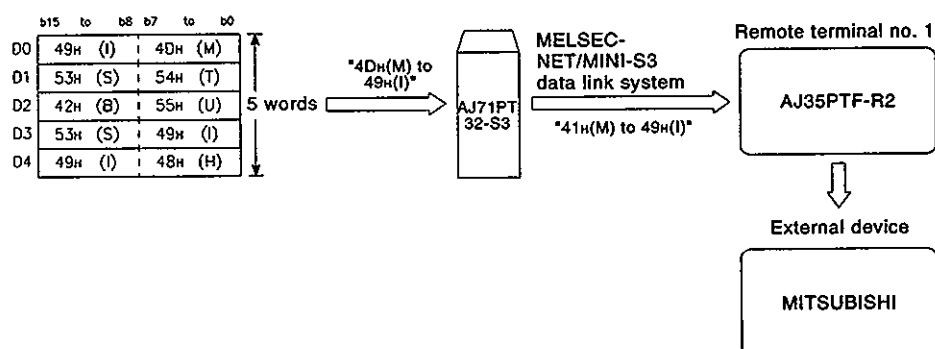 b15 to b8 b7 to b0
D0 49H (I) 4DH (M)
D1 53H (S) 54H (T)
D2 42H (B) 55H (U)
D3 53H (S) 49H (I)
D4 49H (I) 48H (H)
5 words
"4DH(M) to
49H(I)"
AJ71PT
32-S3
MELSEC-
NET/MINI-S3
data link system
"41H(M) to 49H(I)"
Remote terminal no. 1
AJ35PTF-R2
External device
MITSUBISHI